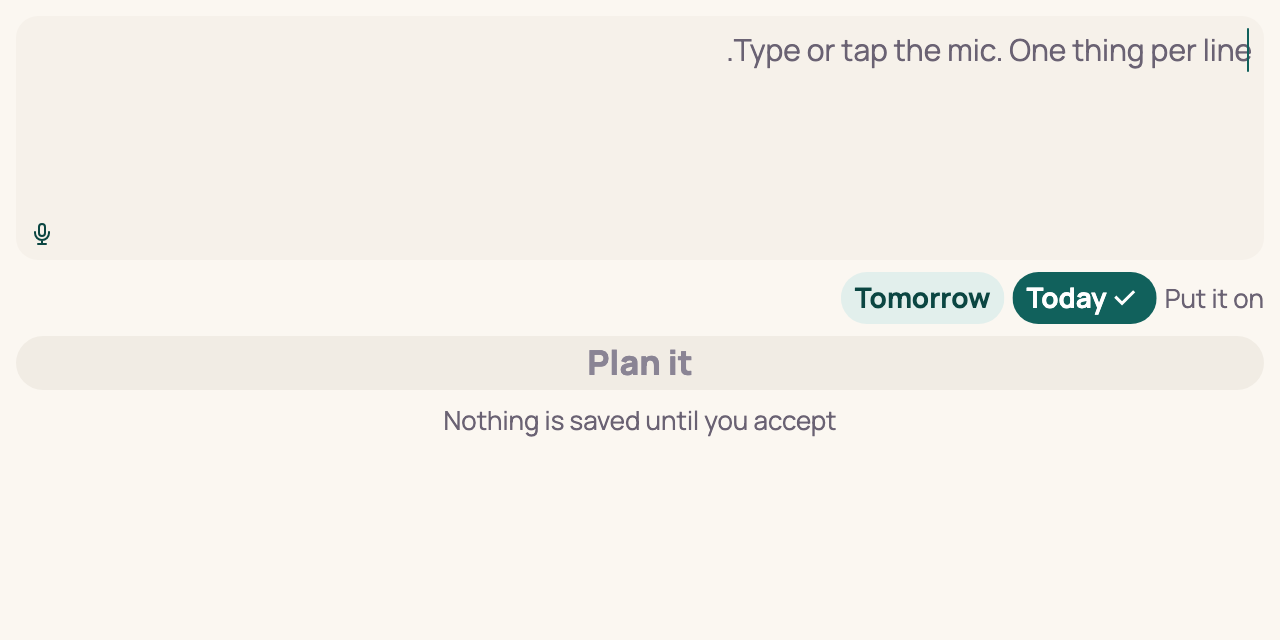 Type or tap the mic. One thing per line.
Put it on Today Tomorrow
Plan it
Nothing is saved until you accept